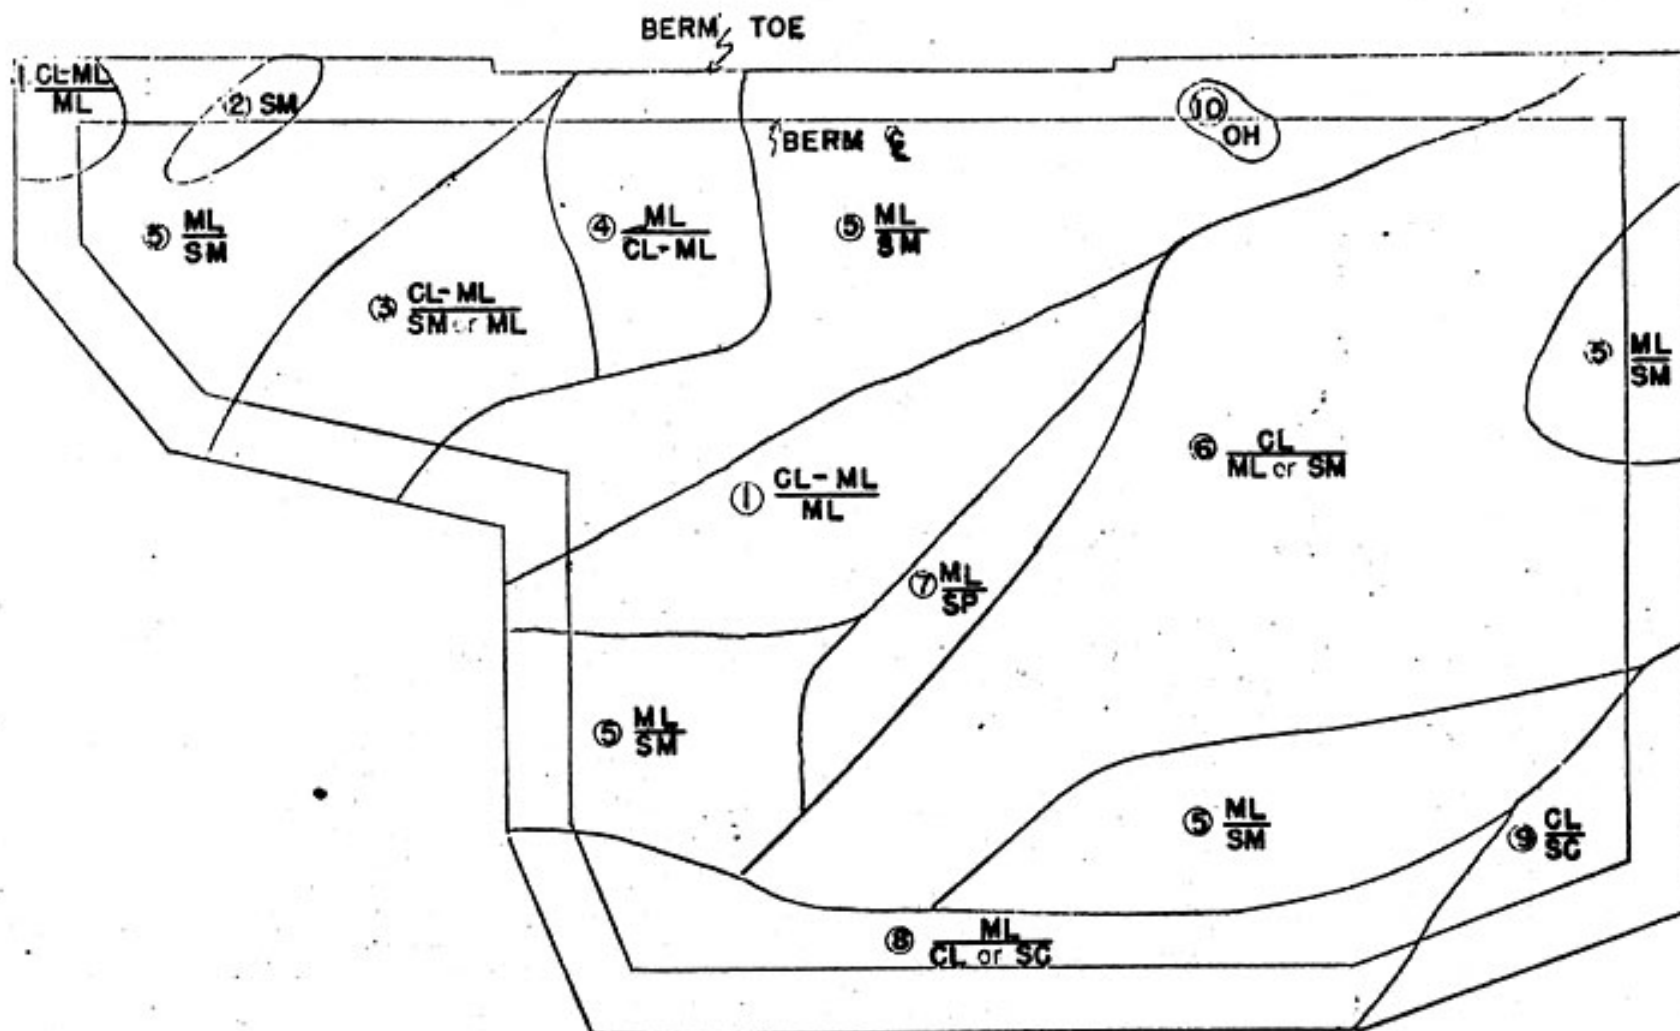 BERM TOE
1 CL-ML
ML
② SM
⑩
OH
BERM ℄
⑤ ML
SM
④ ML
CL-ML
⑤ ML
SM
③ CL-ML
SM or ML
⑤ ML
SM
⑥ CL
ML or SM
① CL-ML
ML
⑦ ML
SP
⑤ ML
SM
⑤ ML
SM
⑨ CL
SC
⑧ ML
CL or SC